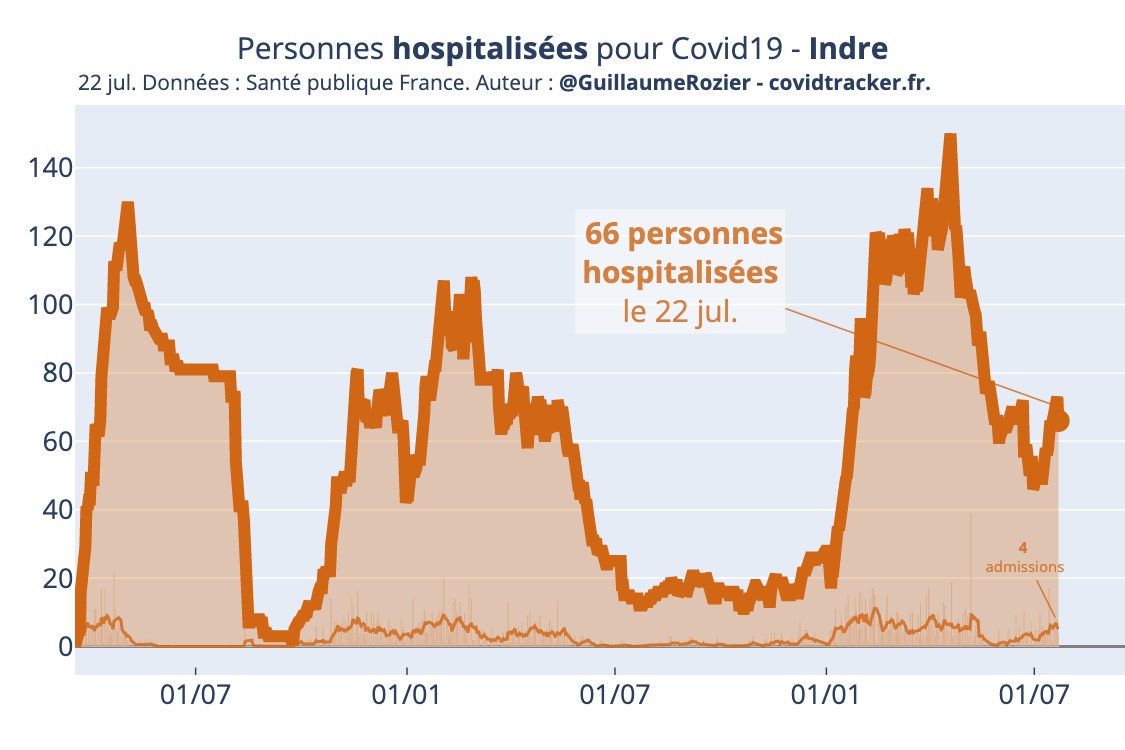 Personnes hospitalisées pour Covid19 - Indre
22 jul. Données : Santé publique France. Auteur : @GuillaumeRozier - covidtracker.fr.
140
120
100
80
60
40
20
0
66 personnes
hospitalisées
le 22 jul.
4
admissions
01/07
01/01
01/07
01/01
01/07